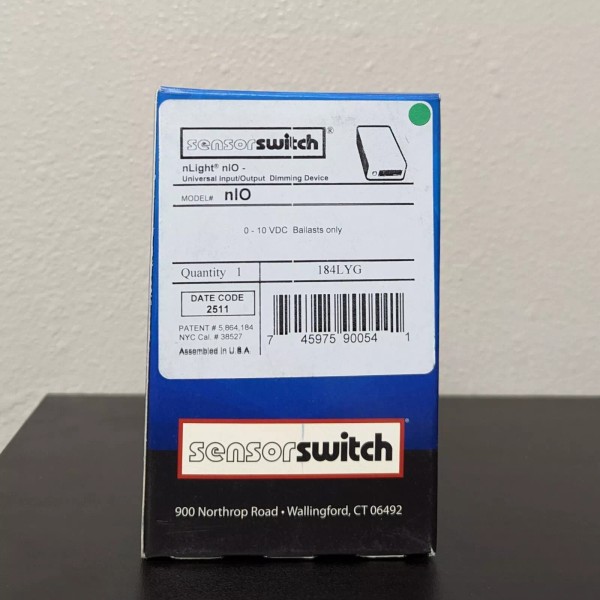 sensorswitch®
nLight® nIO -
Universal Input/Output Dimming Device
MODEL# nIO
0 - 10 VDC Ballasts only
Quantity 1 184LYG
DATE CODE
2511
PATENT # 5,864,184
NYC Cal. # 38527
Assembled in U S A
7 45975 90054 1
sensorswitch®
900 Northrop Road • Wallingford, CT 06492